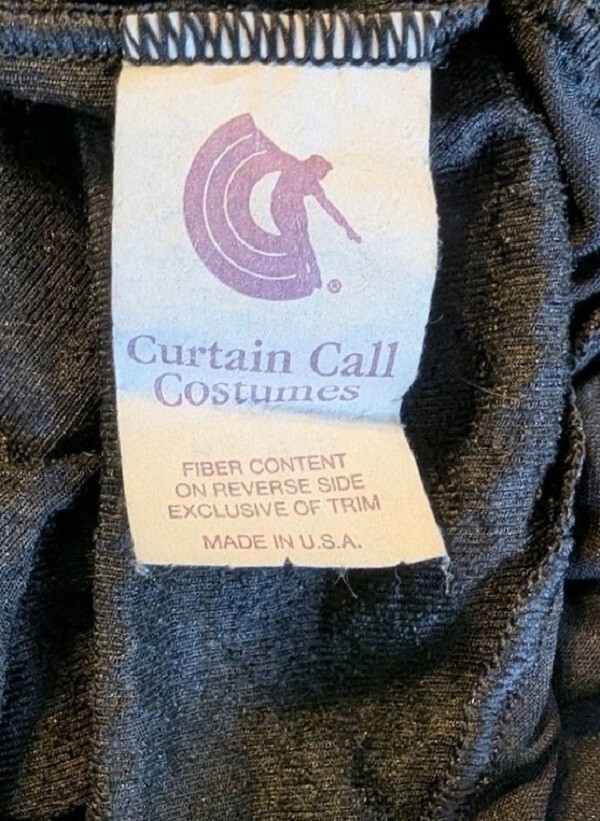 ®
Curtain Call
Costumes
FIBER CONTENT
ON REVERSE SIDE
EXCLUSIVE OF TRIM
MADE IN U.S.A.